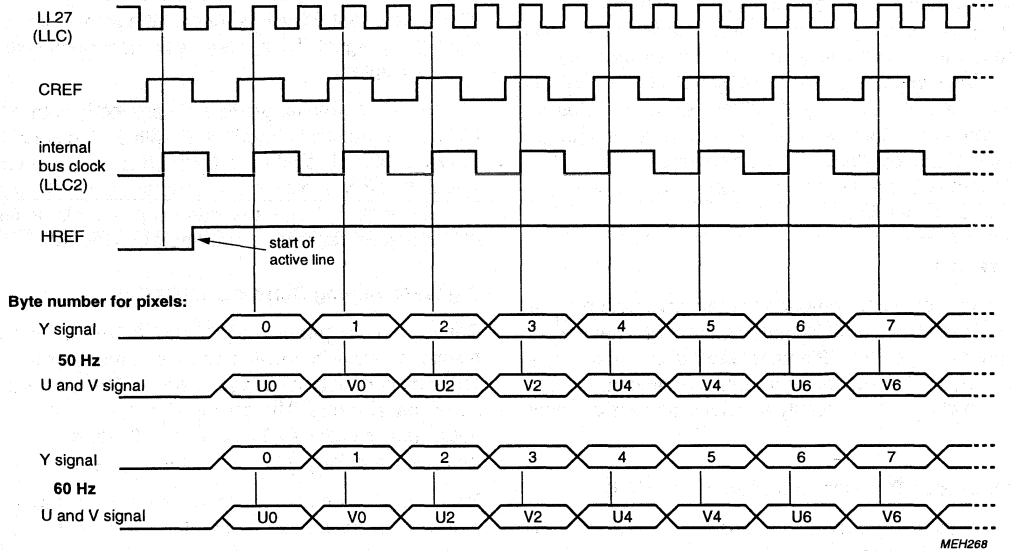 LL27
(LLC)
CREF
internal
bus clock
(LLC2)
HREF
start of
active line
Byte number for pixels:
Y signal 0 1 2 3 4 5 6 7
50 Hz
U and V signal U0 V0 U2 V2 U4 V4 U6 V6
Y signal 0 1 2 3 4 5 6 7
60 Hz
U and V signal U0 V0 U2 V2 U4 V4 U6 V6
MEH268